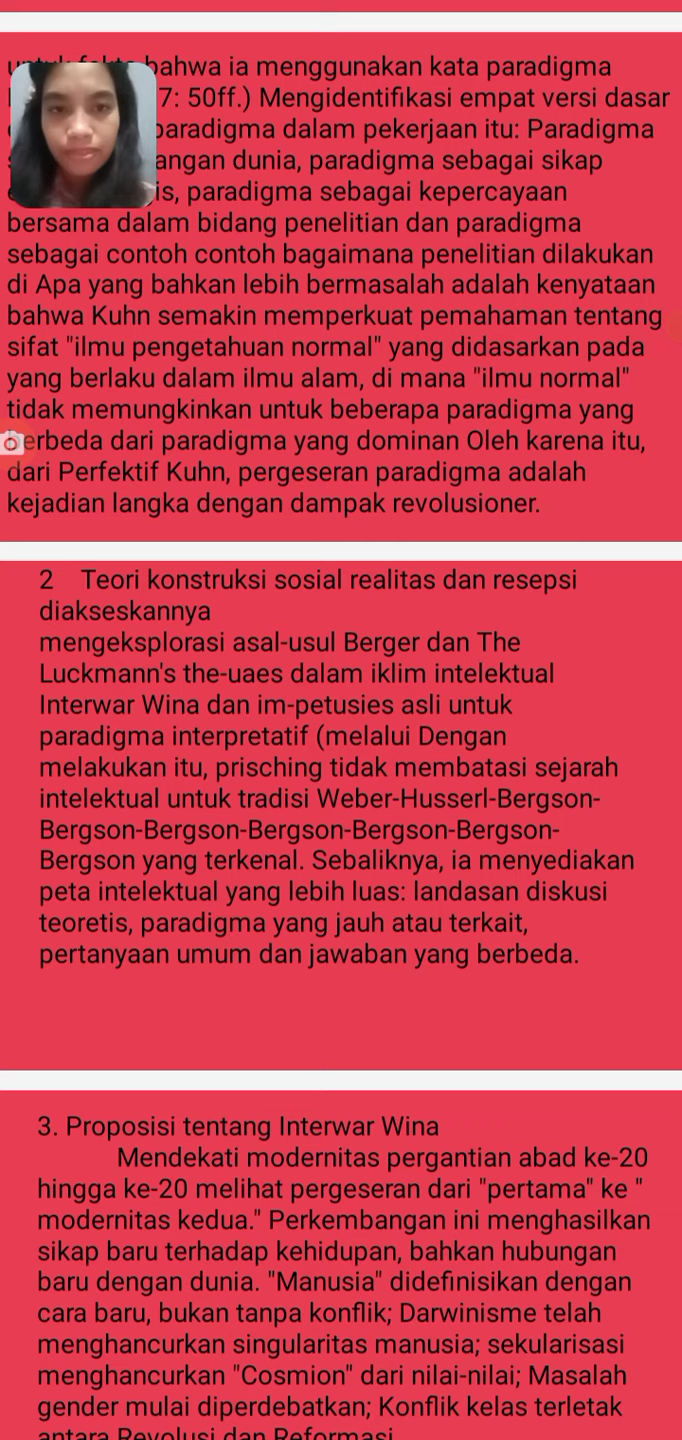 bahwa ia menggunakan kata paradigma
7: 50ff.) Mengidentifikasi empat versi dasar
paradigma dalam pekerjaan itu: Paradigma
angan dunia, paradigma sebagai sikap
is, paradigma sebagai kepercayaan
bersama dalam bidang penelitian dan paradigma
sebagai contoh contoh bagaimana penelitian dilakukan
di Apa yang bahkan lebih bermasalah adalah kenyataan
bahwa Kuhn semakin memperkuat pemahaman tentang
sifat "ilmu pengetahuan normal" yang didasarkan pada
yang berlaku dalam ilmu alam, di mana "ilmu normal"
tidak memungkinkan untuk beberapa paradigma yang
berbeda dari paradigma yang dominan Oleh karena itu,
dari Perfektif Kuhn, pergeseran paradigma adalah
kejadian langka dengan dampak revolusioner.
2 Teori konstruksi sosial realitas dan resepsi
diakseskannya
mengeksplorasi asal-usul Berger dan The
Luckmann's the-uaes dalam iklim intelektual
Interwar Wina dan im-petusies asli untuk
paradigma interpretatif (melalui Dengan
melakukan itu, prisching tidak membatasi sejarah
intelektual untuk tradisi Weber-Husserl-Bergson-
Bergson-Bergson-Bergson-Bergson-Bergson-
Bergson yang terkenal. Sebaliknya, ia menyediakan
peta intelektual yang lebih luas: landasan diskusi
teoretis, paradigma yang jauh atau terkait,
pertanyaan umum dan jawaban yang berbeda.
3. Proposisi tentang Interwar Wina
Mendekati modernitas pergantian abad ke-20
hingga ke-20 melihat pergeseran dari "pertama" ke "
modernitas kedua." Perkembangan ini menghasilkan
sikap baru terhadap kehidupan, bahkan hubungan
baru dengan dunia. "Manusia" didefinisikan dengan
cara baru, bukan tanpa konflik; Darwinisme telah
menghancurkan singularitas manusia; sekularisasi
menghancurkan "Cosmion" dari nilai-nilai; Masalah
gender mulai diperdebatkan; Konflik kelas terletak
antara Revolusi dan Reformasi